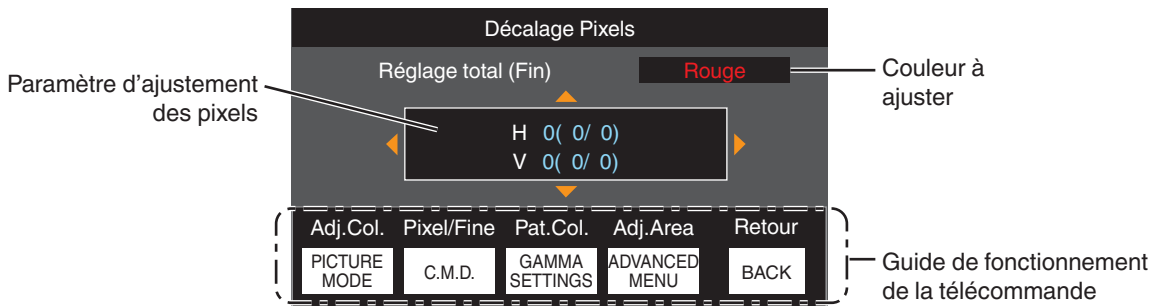 Décalage Pixels
Réglage total (Fin) Rouge
Paramètre d'ajustement
des pixels
Couleur à
ajuster
H 0( 0/ 0)
V 0( 0/ 0)
Adj.Col. Pixel/Fine Pat.Col. Adj.Area Retour
PICTURE
MODE
C.M.D.
GAMMA
SETTINGS
ADVANCED
MENU
BACK
Guide de fonctionnement
de la télécommande